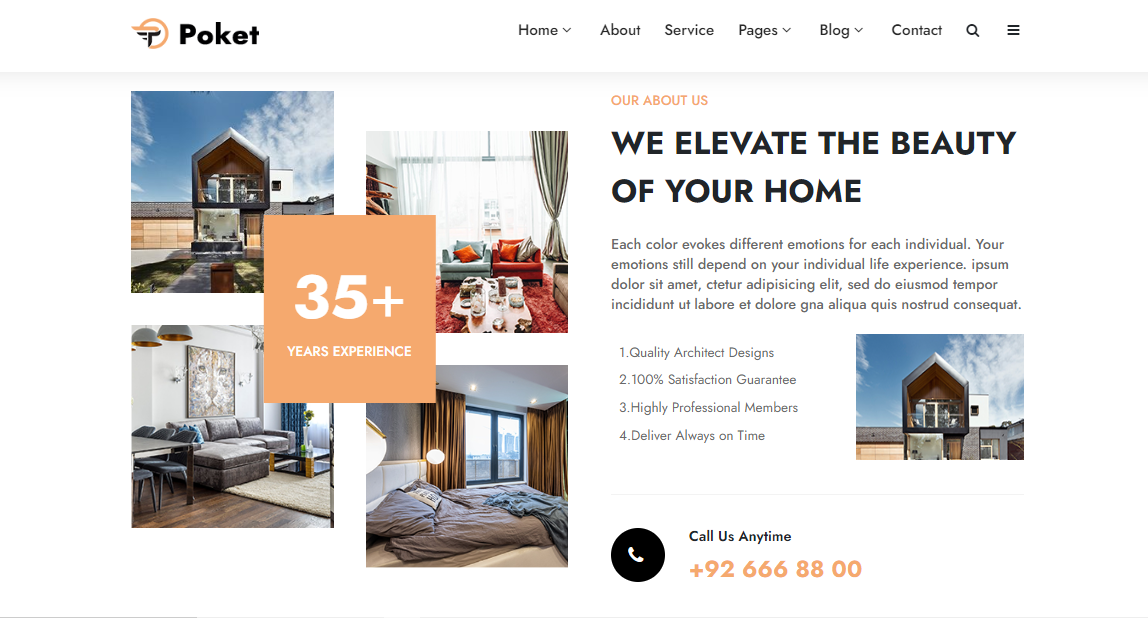 Poket
Home
About
Service
Pages
Blog
Contact
35+
YEARS EXPERIENCE
OUR ABOUT US
WE ELEVATE THE BEAUTY
OF YOUR HOME
Each color evokes different emotions for each individual. Your
emotions still depend on your individual life experience. ipsum
dolor sit amet, ctetur adipisicing elit, sed do eiusmod tempor
incididunt ut labore et dolore gna aliqua quis nostrud consequat.
1.Quality Architect Designs
2.100% Satisfaction Guarantee
3.Highly Professional Members
4.Deliver Always on Time
Call Us Anytime
+92 666 88 00